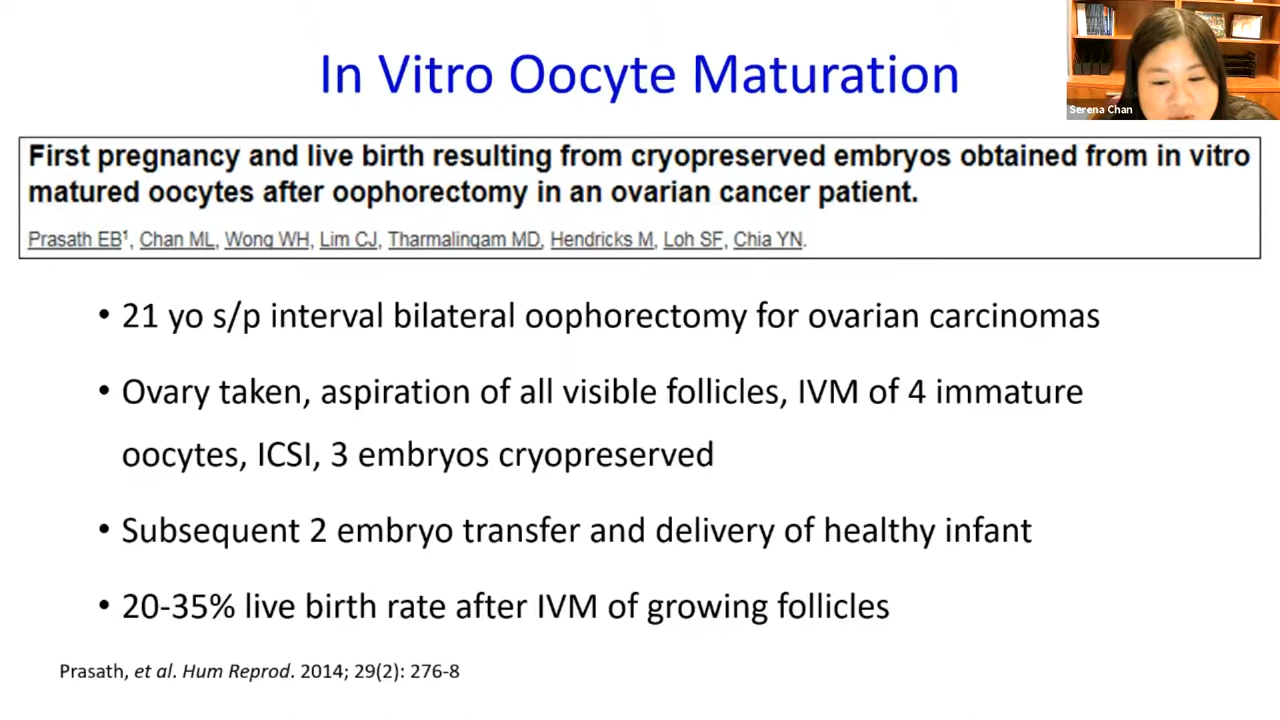 In Vitro Oocyte Maturation
Serena Chan
First pregnancy and live birth resulting from cryopreserved embryos obtained from in vitro
matured oocytes after oophorectomy in an ovarian cancer patient.
Prasath EB¹, Chan ML, Wong WH, Lim CJ, Tharmalingam MD, Hendricks M, Loh SF, Chia YN.
• 21 yo s/p interval bilateral oophorectomy for ovarian carcinomas
• Ovary taken, aspiration of all visible follicles, IVM of 4 immature
oocytes, ICSI, 3 embryos cryopreserved
• Subsequent 2 embryo transfer and delivery of healthy infant
• 20-35% live birth rate after IVM of growing follicles
Prasath, et al. Hum Reprod. 2014; 29(2): 276-8